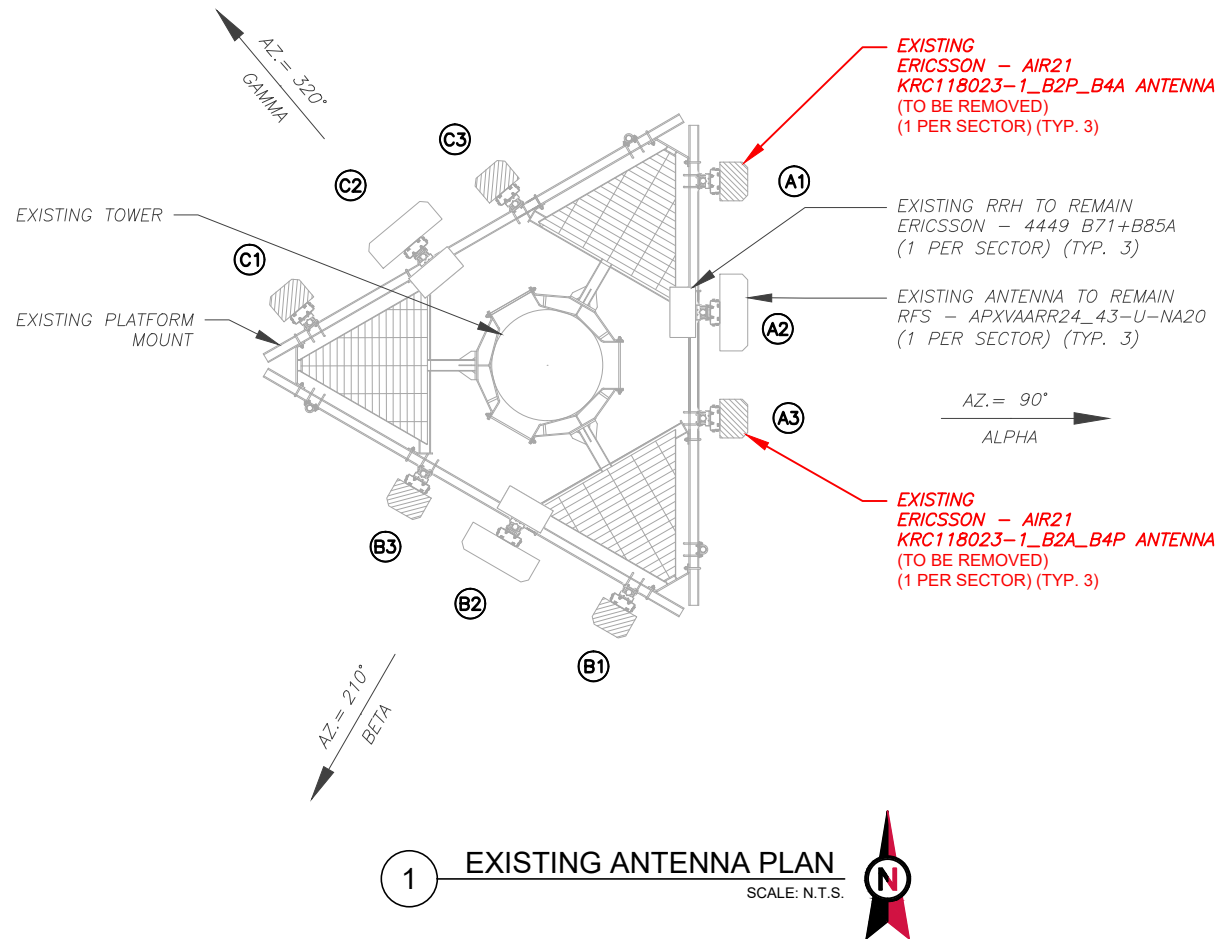 AZ.= 320°
GAMMA
EXISTING
ERICSSON – AIR21
KRC118023-1_B2P_B4A ANTENNA
(TO BE REMOVED)
(1 PER SECTOR) (TYP. 3)
C3
A1
C2
EXISTING TOWER
EXISTING RRH TO REMAIN
ERICSSON – 4449 B71+B85A
(1 PER SECTOR) (TYP. 3)
C1
EXISTING PLATFORM
MOUNT
A2
EXISTING ANTENNA TO REMAIN
RFS – APXVAARR24_43-U-NA20
(1 PER SECTOR) (TYP. 3)
A3
AZ.= 90°
ALPHA
EXISTING
ERICSSON – AIR21
KRC118023-1_B2A_B4P ANTENNA
(TO BE REMOVED)
(1 PER SECTOR) (TYP. 3)
B3
B2
B1
AZ.= 210°
BETA
1
EXISTING ANTENNA PLAN
SCALE: N.T.S.
N